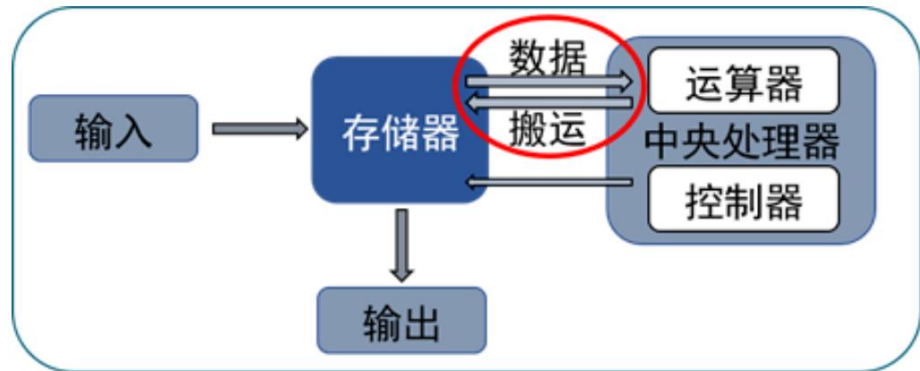 数据
运算器
输入
存储器
搬运
中央处理器
控制器
输出